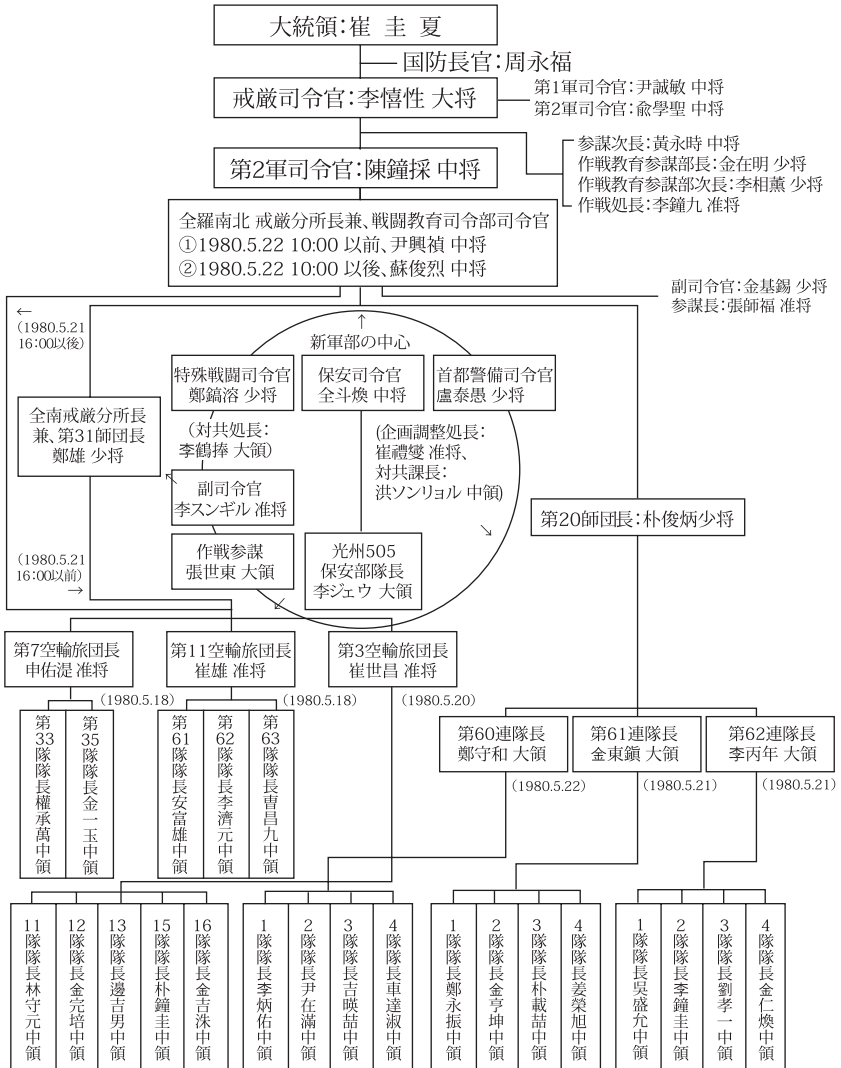 大統領：崔 圭 夏
国防長官：周永福
戒厳司令官：李憘性 大将
第1軍司令官：尹誠敏 中将
第2軍司令官：兪學聖 中将
参謀次長：黃永時 中将
作戦教育参謀部長：金在明 少将
作戦教育参謀部次長：李相薫 少将
作戦処長：李鐘九 准将
第2軍司令官：陳鐘採 中将
全羅南北 戒厳分所長兼、戦闘教育司令部司令官
①1980.5.22 10:00 以前、尹興禎 中将
②1980.5.22 10:00 以後、蘇俊烈 中将
副司令官：金基錫 少将
参謀長：張師福 准将
←
（1980.5.21
16：00以後）
↑
新軍部の中心
特殊戦闘司令官
鄭鎬溶 少将
保安司令官
全斗煥 中将
首都警備司令官
盧泰愚 少将
全南戒厳分所長
兼、第31師団長
鄭雄 少将
（対共処長：
李鶴捧 大領）
（企画調整処長：
崔禮燮 准将、
対共課長：
洪ソンリョル 中領）
↖
副司令官
李スンギル 准将
↘
第20師団長：朴俊炳少将
作戦参謀
張世東 大領
光州505
保安部隊長
李ジェウ 大領
（1980.5.21
16：00以前）
→
↙
第7空輸旅団長
申佑湜 准将
第11空輸旅団長
崔雄 准将
第3空輸旅団長
崔世昌 准将
（1980.5.18）
（1980.5.18）
（1980.5.20）
第33隊隊長權承萬中領
第35隊隊長金一玉中領
第61隊隊長安富雄中領
第62隊隊長李濟元中領
第63隊隊長曺昌九中領
第60連隊長
鄭守和 大領
第61連隊長
金東鎭 大領
第62連隊長
李丙年 大領
（1980.5.22）
（1980.5.21）
（1980.5.21）
11隊隊長林守元中領
12隊隊長金完培中領
13隊隊長邊吉男中領
15隊隊長朴鐘圭中領
16隊隊長金吉洙中領
1隊隊長李炳佑中領
2隊隊長尹在滿中領
3隊隊長吉暎喆中領
4隊隊長車達淑中領
1隊隊長鄭永振中領
2隊隊長金亨坤中領
3隊隊長朴載喆中領
4隊隊長姜榮旭中領
1隊隊長吳盛允中領
2隊隊長李鐘圭中領
3隊隊長劉孝一中領
4隊隊長金仁煥中領